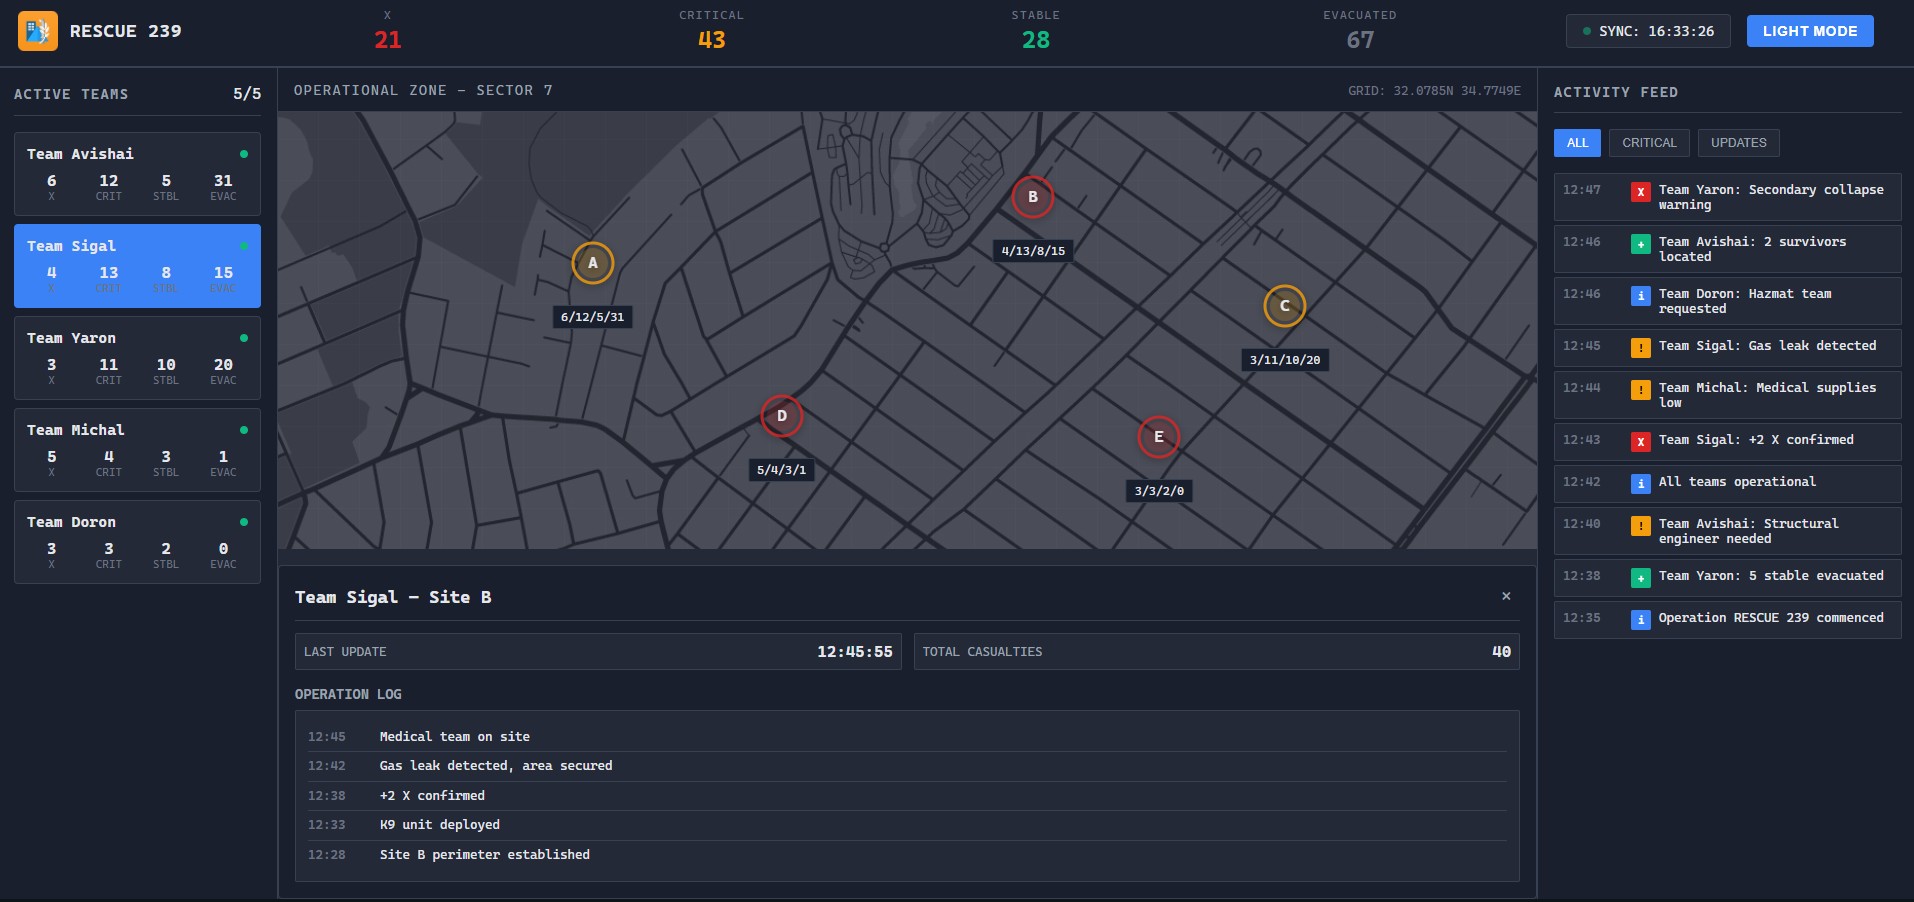 RESCUE 239
X
21
CRITICAL
43
STABLE
28
EVACUATED
67
SYNC: 16:33:26
LIGHT MODE
ACTIVE TEAMS 5/5
Team Avishai
6 12 5 31
X CRIT STBL EVAC
Team Sigal
4 13 8 15
X CRIT STBL EVAC
Team Yaron
3 11 10 20
X CRIT STBL EVAC
Team Michal
5 4 3 1
X CRIT STBL EVAC
Team Doron
3 3 2 0
X CRIT STBL EVAC
OPERATIONAL ZONE – SECTOR 7
GRID: 32.0785N 34.7749E
B
4/13/8/15
A
6/12/5/31
C
3/11/10/20
D
5/4/3/1
E
3/3/2/0
Team Sigal – Site B ×
LAST UPDATE 12:45:55
TOTAL CASUALTIES 40
OPERATION LOG
12:45 Medical team on site
12:42 Gas leak detected, area secured
12:38 +2 X confirmed
12:33 K9 unit deployed
12:28 Site B perimeter established
ACTIVITY FEED
ALL CRITICAL UPDATES
12:47 X Team Yaron: Secondary collapse
warning
12:46 + Team Avishai: 2 survivors
located
12:46 i Team Doron: Hazmat team
requested
12:45 ! Team Sigal: Gas leak detected
12:44 ! Team Michal: Medical supplies
low
12:43 X Team Sigal: +2 X confirmed
12:42 i All teams operational
12:40 ! Team Avishai: Structural
engineer needed
12:38 + Team Yaron: 5 stable evacuated
12:35 i Operation RESCUE 239 commenced